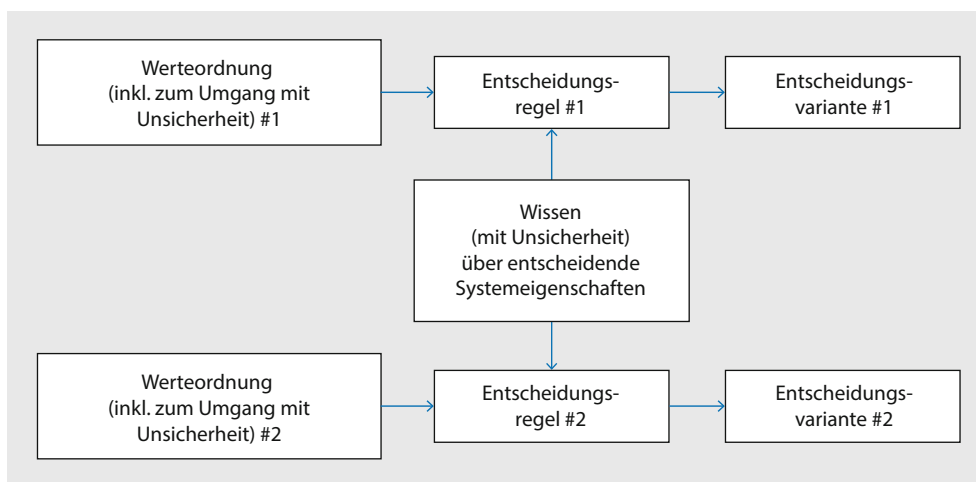 Werteordnung
(inkl. zum Umgang mit
Unsicherheit) #1
Entscheidungs-
regel #1
Entscheidungs-
variante #1
Wissen
(mit Unsicherheit)
über entscheidende
Systemeigenschaften
Werteordnung
(inkl. zum Umgang mit
Unsicherheit) #2
Entscheidungs-
regel #2
Entscheidungs-
variante #2